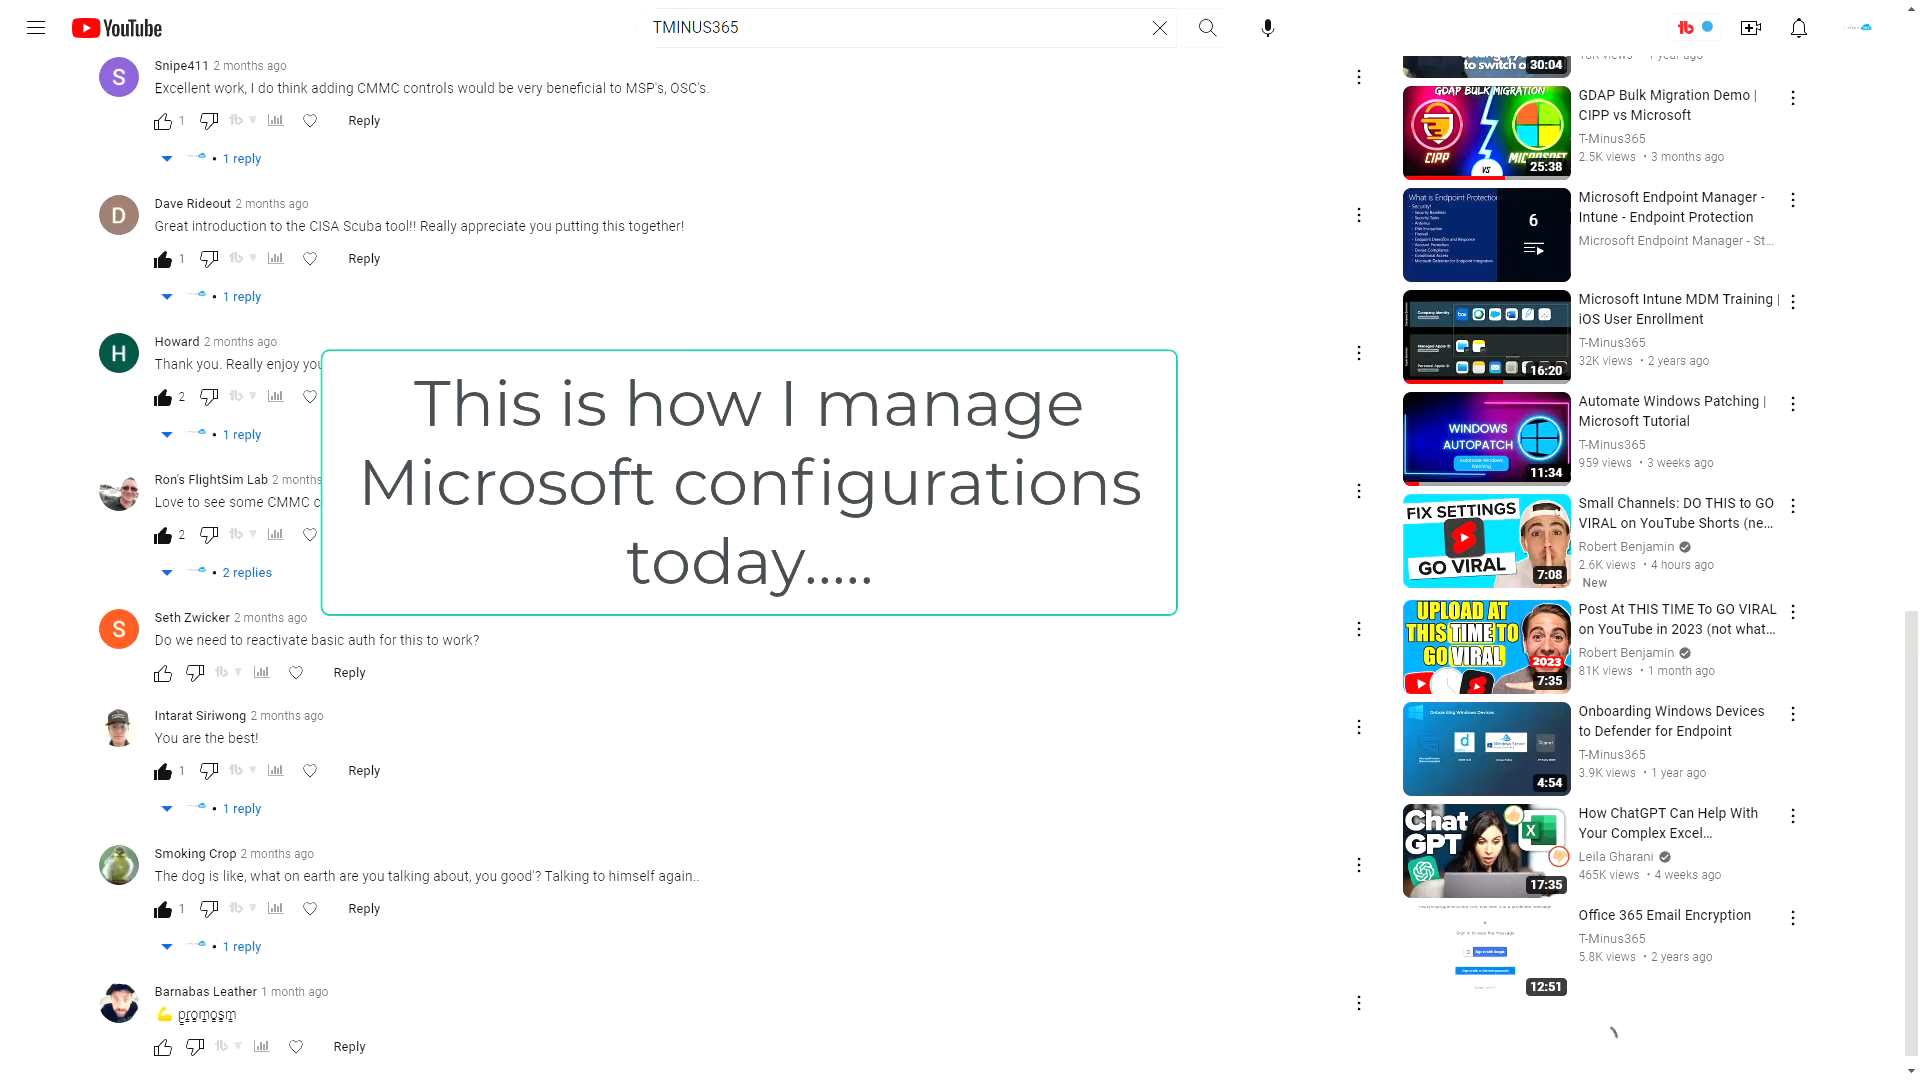 YouTube
TMINUS365
Snipe411 2 months ago
Excellent work, I do think adding CMMC controls would be very beneficial to MSP's, OSC's.
1
Reply
1 reply
Dave Rideout 2 months ago
Great introduction to the CISA Scuba tool!! Really appreciate you putting this together!
1
Reply
1 reply
Howard 2 months ago
Thank you. Really enjoy you
2
1 reply
Ron's FlightSim Lab 2 months
Love to see some CMMC c
2
2 replies
This is how I manage
Microsoft configurations
today.....
Seth Zwicker 2 months ago
Do we need to reactivate basic auth for this to work?
Reply
Intarat Siriwong 2 months ago
You are the best!
1
Reply
1 reply
Smoking Crop 2 months ago
The dog is like, what on earth are you talking about, you good'? Talking to himself again..
1
Reply
1 reply
Barnabas Leather 1 month ago
💪 p̲r̲o̲m̲o̲s̲m̲
Reply
to switch o
30:04
GDAP BULK MIGRATION
CIPP
VS
MICROSOFT
25:38
GDAP Bulk Migration Demo |
CIPP vs Microsoft
T-Minus365
2.5K views • 3 months ago
What is Endpoint Protection
6
Microsoft Endpoint Manager -
Intune - Endpoint Protection
Microsoft Endpoint Manager - St...
16:20
Microsoft Intune MDM Training |
iOS User Enrollment
T-Minus365
32K views • 2 years ago
WINDOWS
AUTOPATCH
Automate Windows
Patching
11:34
Automate Windows Patching |
Microsoft Tutorial
T-Minus365
959 views • 3 weeks ago
FIX SETTINGS
GO VIRAL
7:08
Small Channels: DO THIS to GO
VIRAL on YouTube Shorts (ne...
Robert Benjamin
2.6K views • 4 hours ago
New
UPLOAD AT
THIS TIME TO
GO VIRAL
2023
7:35
Post At THIS TIME To GO VIRAL
on YouTube in 2023 (not what...
Robert Benjamin
81K views • 1 month ago
Onboarding Windows Devices
4:54
Onboarding Windows Devices
to Defender for Endpoint
T-Minus365
3.9K views • 1 year ago
Chat
GPT
17:35
How ChatGPT Can Help With
Your Complex Excel...
Leila Gharani
465K views • 4 weeks ago
Sign in to view the message
12:51
Office 365 Email Encryption
T-Minus365
5.8K views • 2 years ago